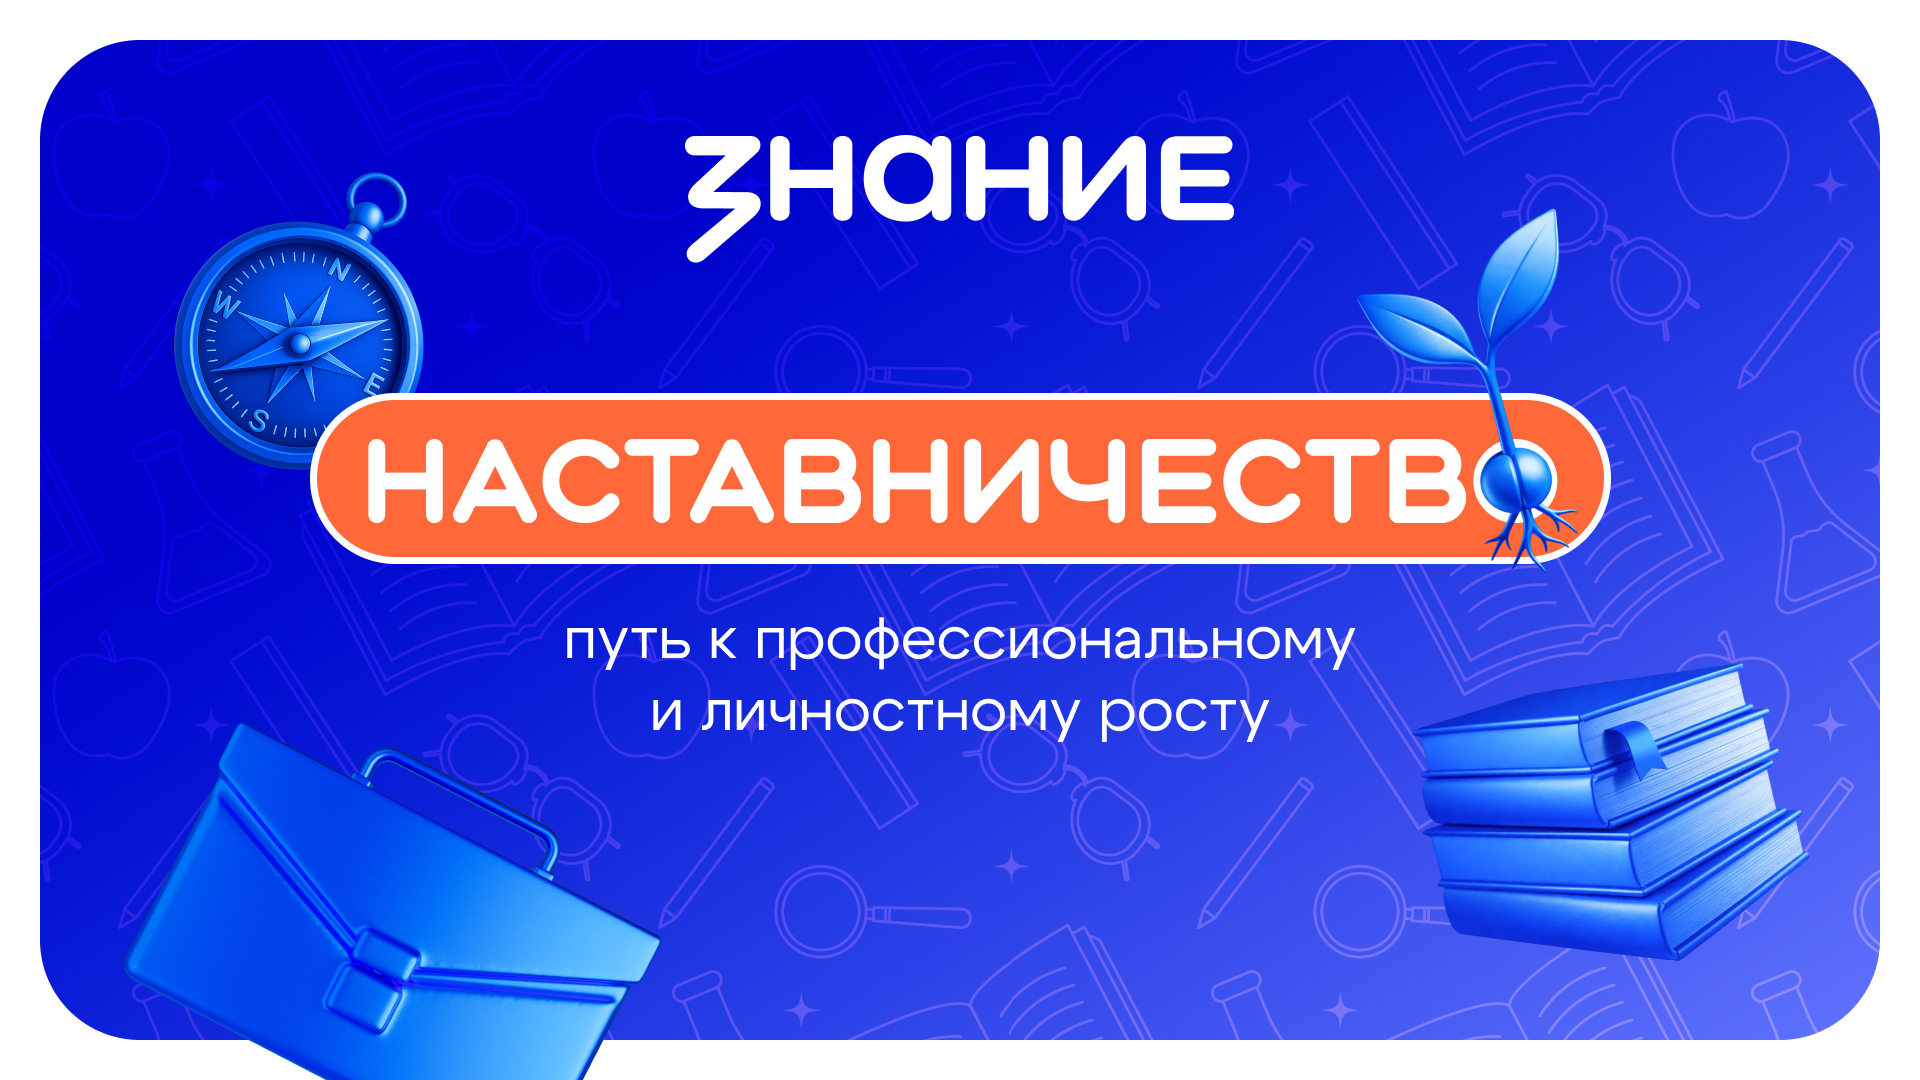 ЗНАНИЕ
N
W
E
S
НАСТАВНИЧЕСТВО
путь к профессиональному
и личностному росту